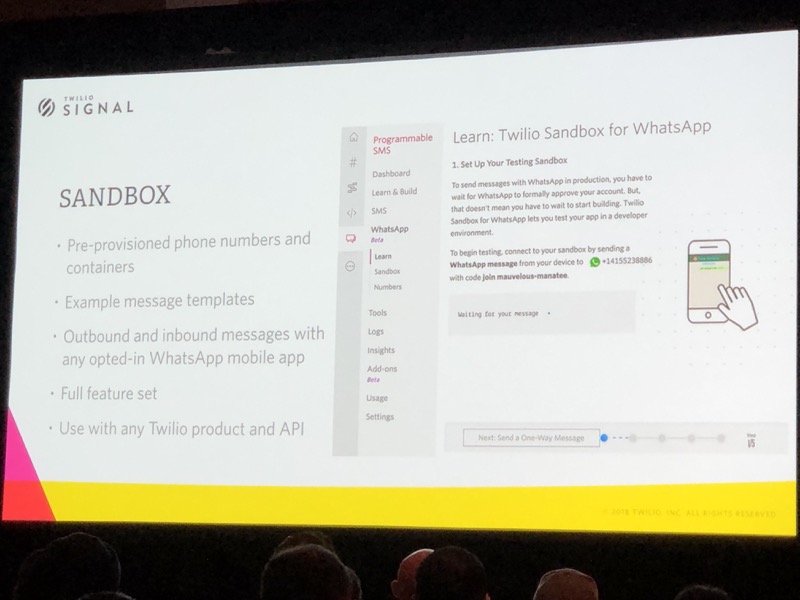 TWILIO
SIGNAL
SANDBOX
· Pre-provisioned phone numbers and
containers
· Example message templates
· Outbound and inbound messages with
any opted-in WhatsApp mobile app
· Full feature set
· Use with any Twilio product and API
Programmable
SMS
Dashboard
Learn & Build
SMS
WhatsApp
Beta
Learn
Sandbox
Numbers
Tools
Logs
Insights
Add-ons
Beta
Usage
Settings
Learn: Twilio Sandbox for WhatsApp
1. Set Up Your Testing Sandbox
To send messages with WhatsApp in production, you have to
wait for WhatsApp to formally approve your account. But,
that doesn't mean you have to wait to start building. Twilio
Sandbox for WhatsApp lets you test your app in a developer
environment.
To begin testing, connect to your sandbox by sending a
WhatsApp message from your device to +14155238886
with code join mauvelous-manatee.
Waiting for your message
Next: Send a One-Way Message
Step
1/5
© 2018 TWILIO, INC. ALL RIGHTS RESERVED